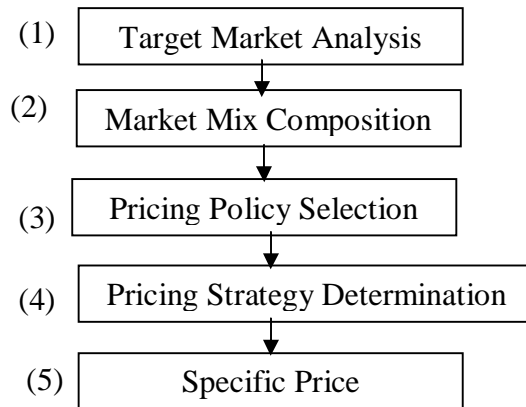 (1) Target Market Analysis
(2) Market Mix Composition
(3) Pricing Policy Selection
(4) Pricing Strategy Determination
(5) Specific Price